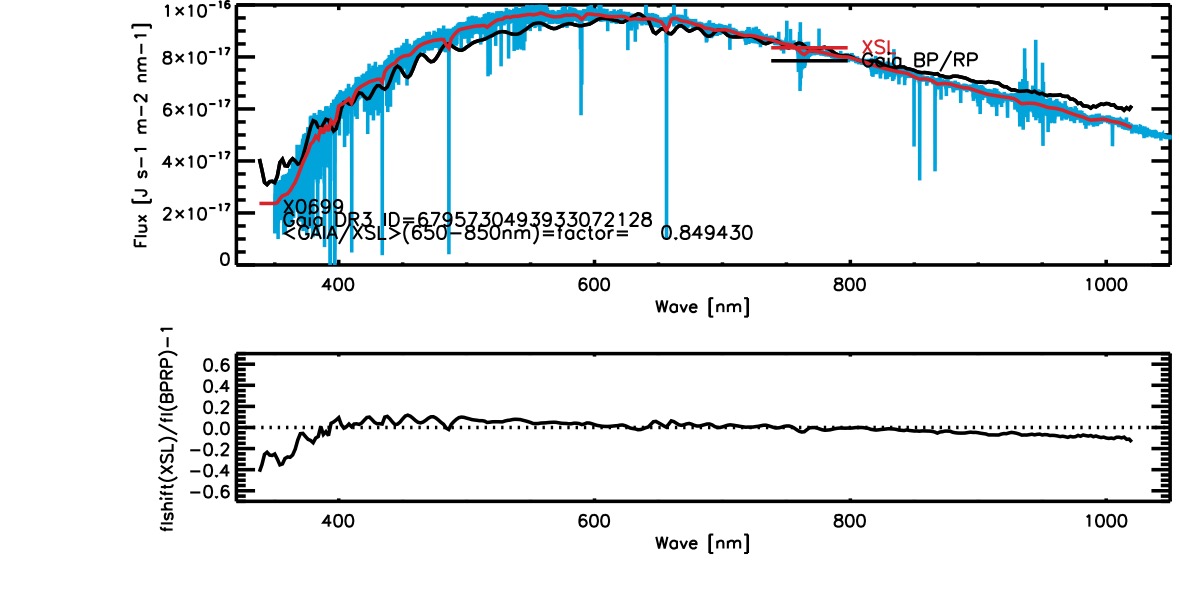 1×10−16
8×10−17
6×10−17
4×10−17
2×10−17
0
Flux [J s−1 m−2 nm−1]
XSL
Gaia BP/RP
X0699
Gaia DR3 ID=6795730493933072128
<GAIA/XSL>(650−850nm)=factor= 0.849430
400 600 800 1000
Wave [nm]
flshift(XSL)/fl(BPRP)−1
0.6
0.4
0.2
0.0
−0.2
−0.4
−0.6
400 600 800 1000
Wave [nm]